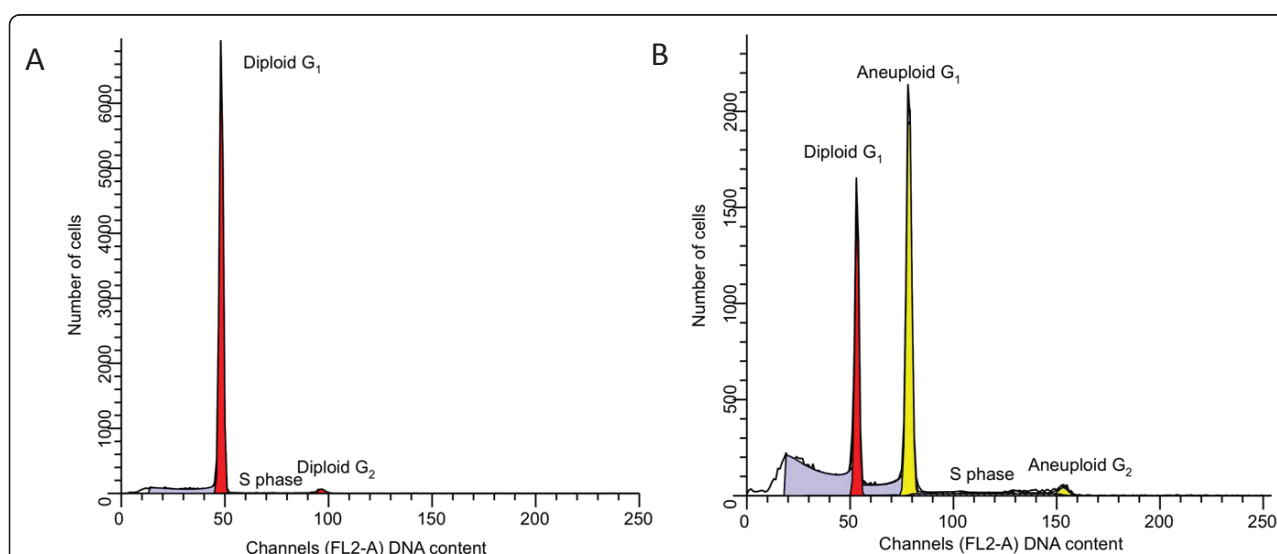 A
Diploid G₁
Number of cells
6000
5000
4000
3000
2000
1000
0
S phase
Diploid G₂
0 50 100 150 200 250
Channels (FL2-A) DNA content
B
Aneuploid G₁
Diploid G₁
Number of cells
2000
1500
1000
500
0
S phase
Aneuploid G₂
0 50 100 150 200 250
Channels (FL2-A) DNA content